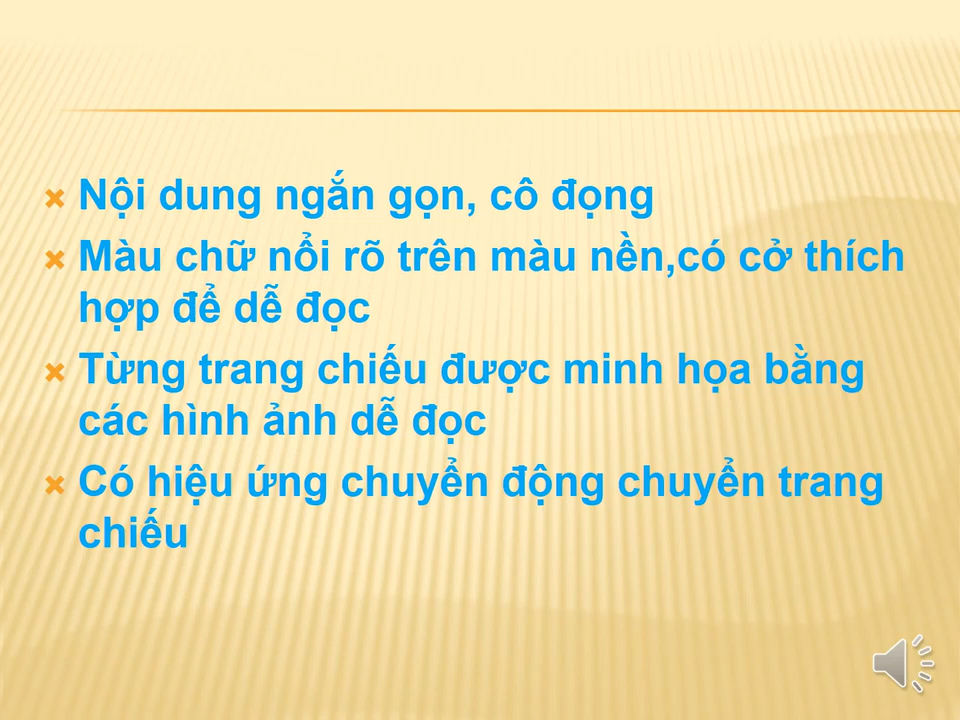 Nội dung ngắn gọn, cô đọng
Màu chữ nổi rõ trên màu nền,có cở thích
hợp để dễ đọc
Từng trang chiếu được minh họa bằng
các hình ảnh dễ đọc
Có hiệu ứng chuyển động chuyển trang
chiếu